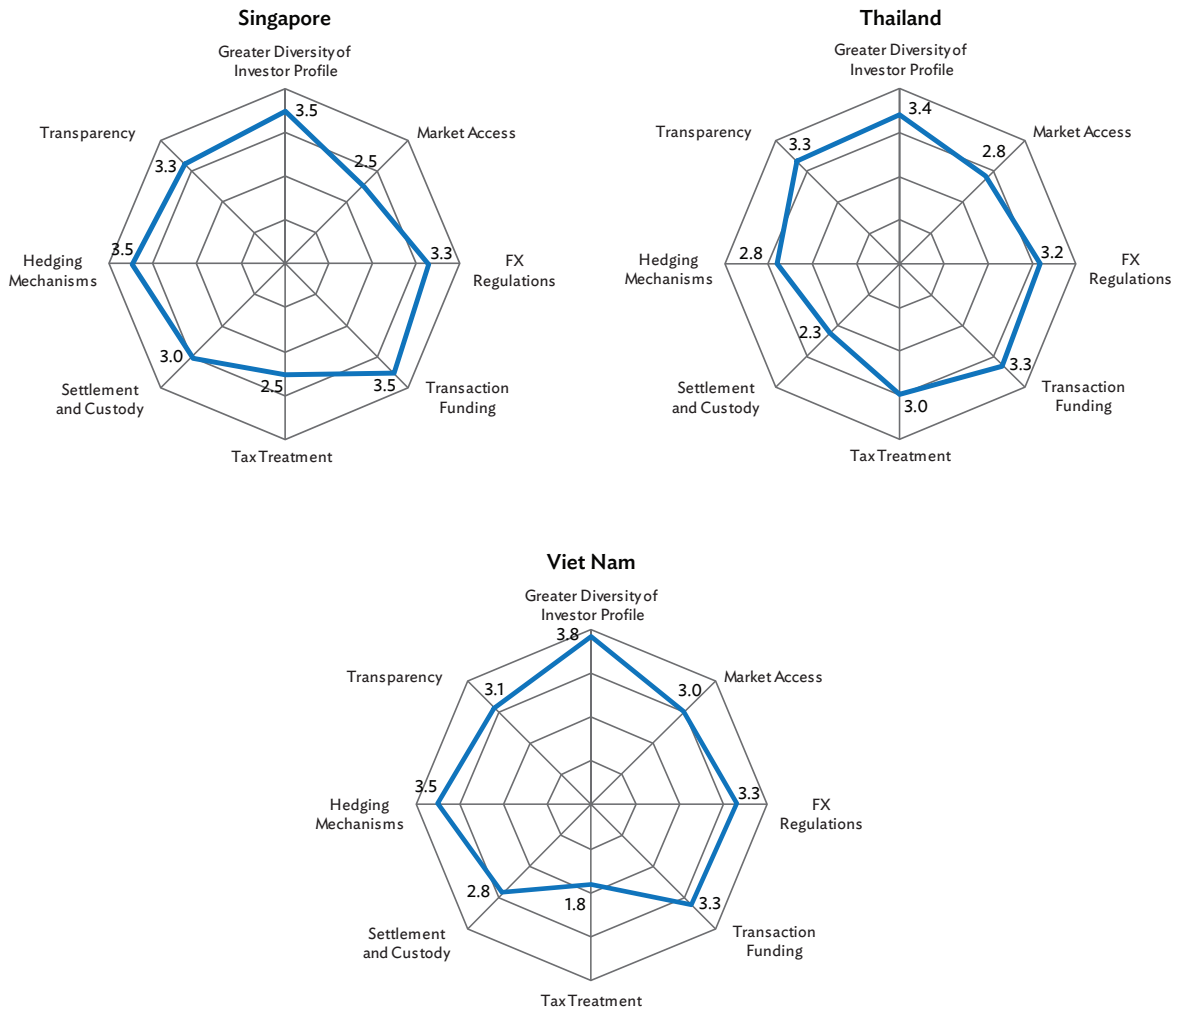 Singapore
Greater Diversity of
Investor Profile
3.5
Transparency
Market Access
3.3
2.5
3.5
3.3
Hedging
Mechanisms
FX
Regulations
3.0
2.5
3.5
Settlement
and Custody
Transaction
Funding
Tax Treatment
Thailand
Greater Diversity of
Investor Profile
3.4
Transparency
Market Access
3.3
2.8
2.8
3.2
Hedging
Mechanisms
FX
Regulations
2.3
3.3
3.0
Settlement
and Custody
Transaction
Funding
Tax Treatment
Viet Nam
Greater Diversity of
Investor Profile
3.8
Transparency
Market Access
3.1
3.0
3.5
3.3
Hedging
Mechanisms
FX
Regulations
2.8
1.8
3.3
Settlement
and Custody
Transaction
Funding
Tax Treatment